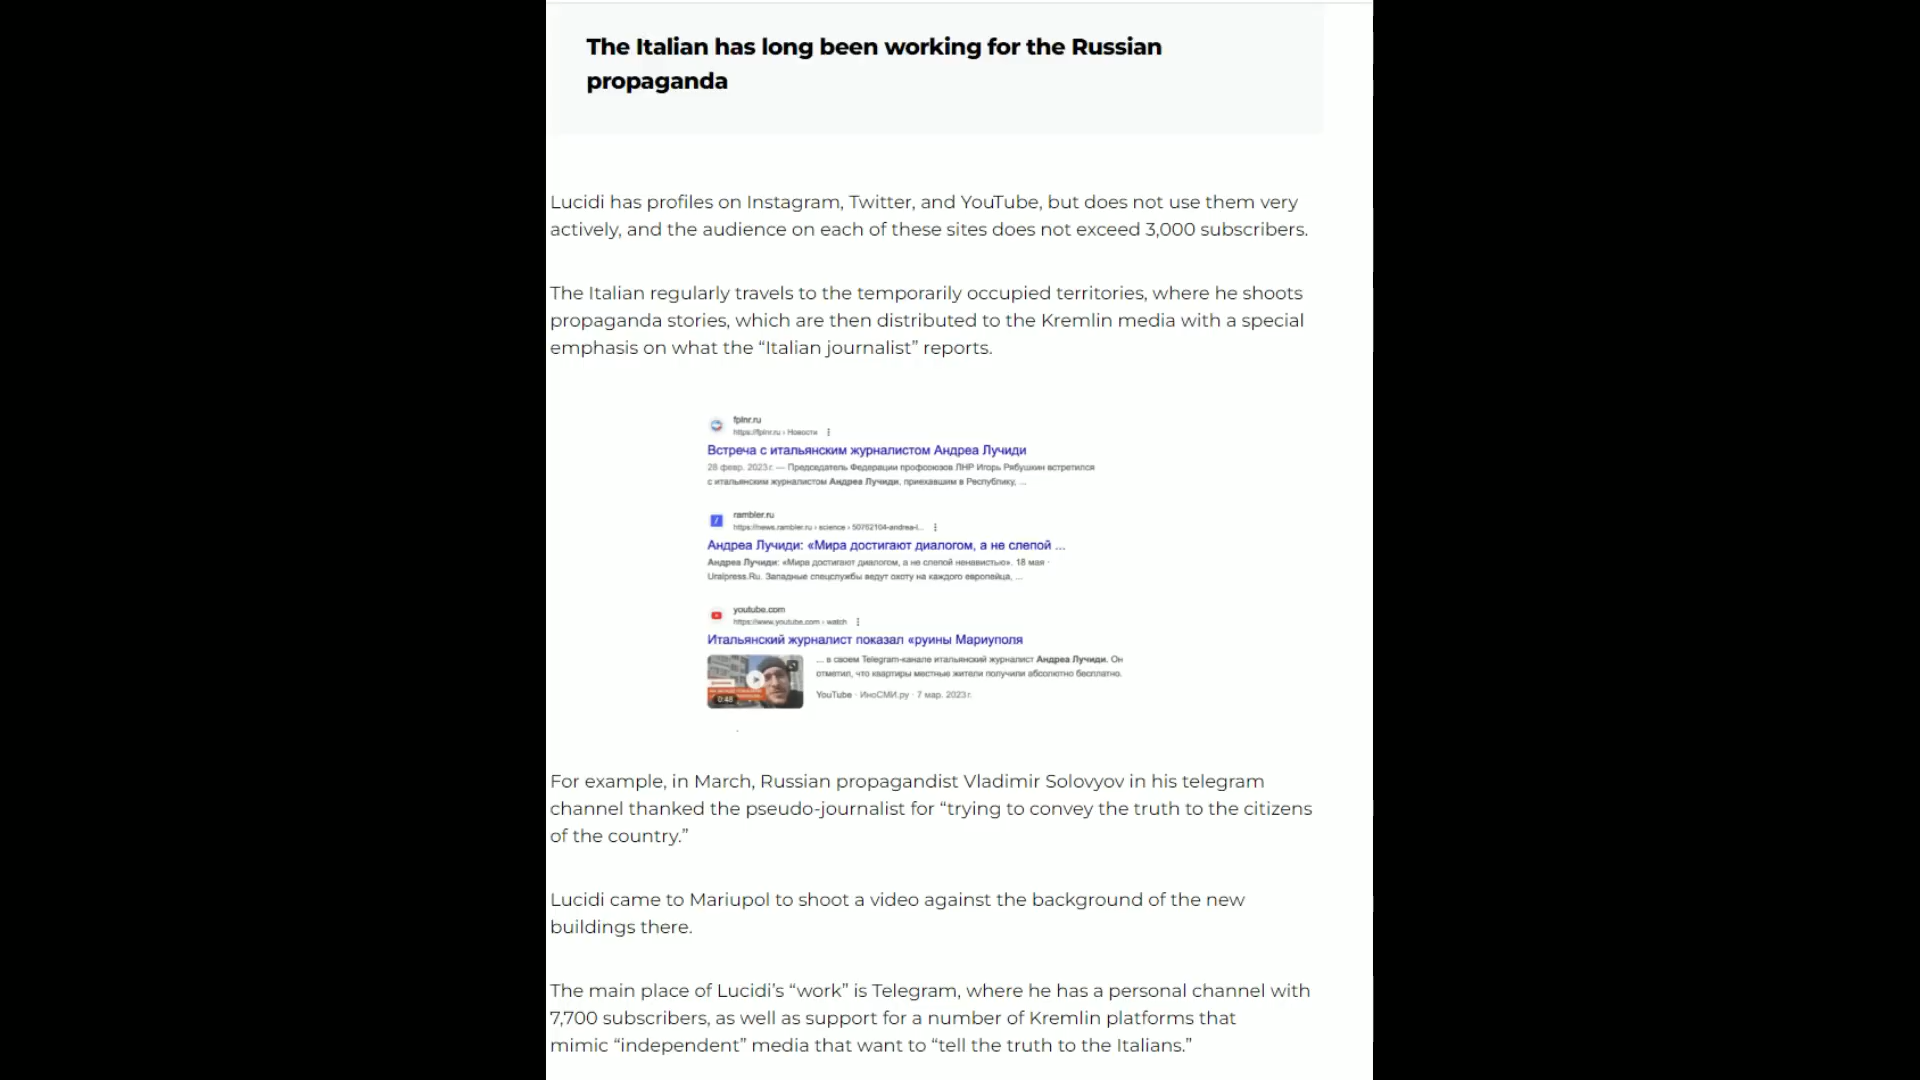 The Italian has long been working for the Russian
propaganda
Lucidi has profiles on Instagram, Twitter, and YouTube, but does not use them very
actively, and the audience on each of these sites does not exceed 3,000 subscribers.
The Italian regularly travels to the temporarily occupied territories, where he shoots
propaganda stories, which are then distributed to the Kremlin media with a special
emphasis on what the “Italian journalist” reports.
fplnr.ru
https://fplnr.ru › Новости
Встреча с итальянским журналистом Андреа Лучиди
28 февр. 2023 г. — Председатель Федерации профсоюзов ЛНР Игорь Рябушкин встретился
с итальянским журналистом Андреа Лучиди, приехавшим в Республику, ...
rambler.ru
https://news.rambler.ru › science › 50762104-andrea-l...
Андреа Лучиди: «Мира достигают диалогом, а не слепой ...
Андреа Лучиди: «Мира достигают диалогом, а не слепой ненавистью». 18 мая ·
Uralpress.Ru. Западные спецслужбы ведут охоту на каждого европейца, ...
youtube.com
https://www.youtube.com › watch
Итальянский журналист показал «руины Мариуполя
... в своем Telegram-канале итальянский журналист Андреа Лучиди. Он
отметил, что квартиры местные жители получили абсолютно бесплатно.
0:48
YouTube · ИноСМИ.ру · 7 мар. 2023 г.
For example, in March, Russian propagandist Vladimir Solovyov in his telegram
channel thanked the pseudo-journalist for “trying to convey the truth to the citizens
of the country.”
Lucidi came to Mariupol to shoot a video against the background of the new
buildings there.
The main place of Lucidi’s “work” is Telegram, where he has a personal channel with
7,700 subscribers, as well as support for a number of Kremlin platforms that
mimic “independent” media that want to “tell the truth to the Italians.”